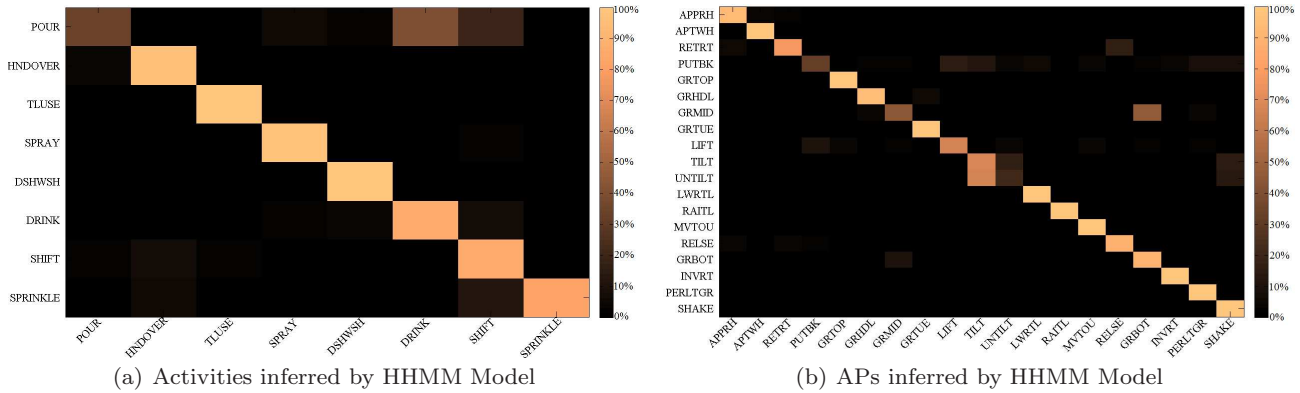 POUR
HNDOVER
TLUSE
SPRAY
DSHWSH
DRINK
SHIFT
SPRINKLE
POUR
HNDOVER
TLUSE
SPRAY
DSHWSH
DRINK
SHIFT
SPRINKLE
100%
90%
80%
70%
60%
50%
40%
30%
20%
10%
0%
(a) Activities inferred by HHMM Model
APPRH
APTWH
RETRT
PUTBK
GRTOP
GRHDL
GRMID
GRTUE
LIFT
TILT
UNTILT
LWRTL
RAITL
MVTOU
RELSE
GRBOT
INVRT
PERLTGR
SHAKE
APPRH
APTWH
RETRT
PUTBK
GRTOP
GRHDL
GRMID
GRTUE
LIFT
TILT
UNTILT
LWRTL
RAITL
MVTOU
RELSE
GRBOT
INVRT
PERLTGR
SHAKE
100%
90%
80%
70%
60%
50%
40%
30%
20%
10%
0%
(b) APs inferred by HHMM Model